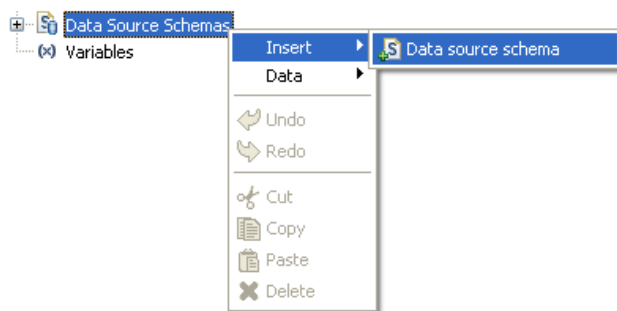 Data Source Schemas
(x) Variables
Insert
Data source schema
Data
Undo
Redo
Cut
Copy
Paste
Delete